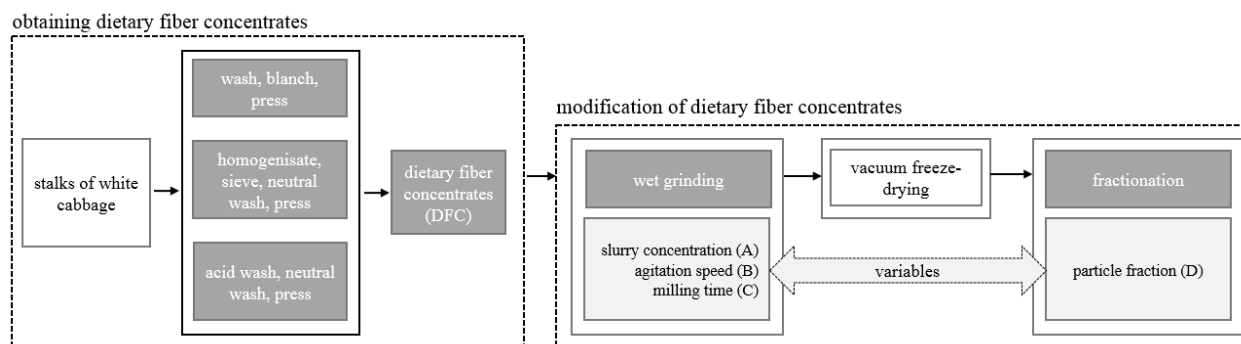 obtaining dietary fiber concentrates
stalks of white
cabbage
wash, blanch,
press
homogenisate,
sieve, neutral
wash, press
acid wash, neutral
wash, press
dietary fiber
concentrates
(DFC)
modification of dietary fiber concentrates
wet grinding
slurry concentration (A)
agitation speed (B)
milling time (C)
vacuum freeze-
drying
variables
fractionation
particle fraction (D)